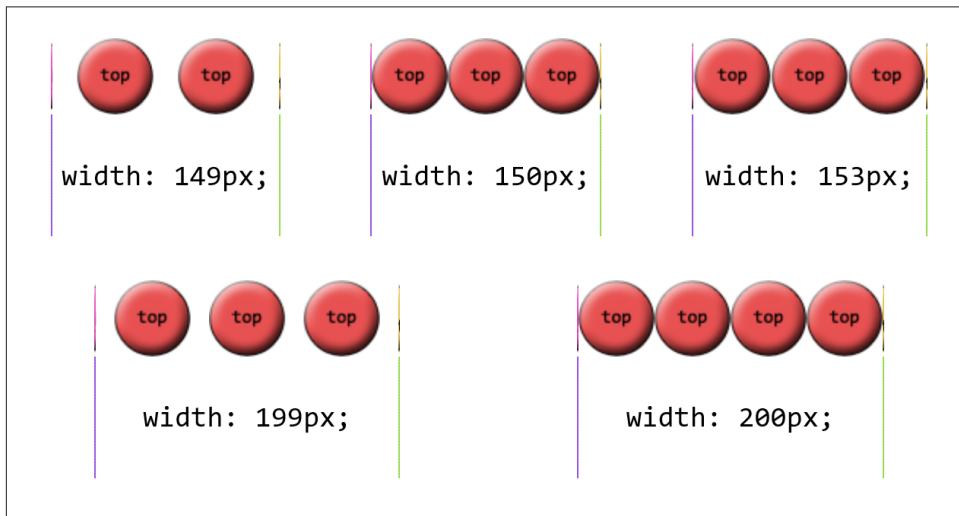 top top top top top top top top
width: 149px; width: 150px; width: 153px;
top top top top top top top
width: 199px; width: 200px;